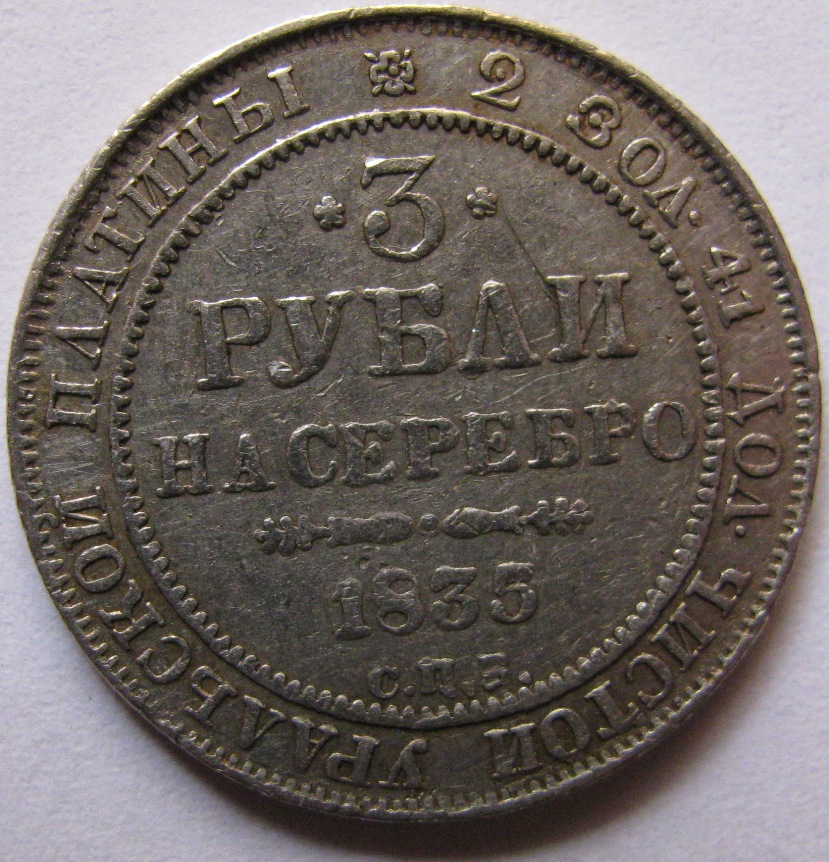 2 ЗОЛ. 41 ДОЛ. ЧИСТОЙ УРАЛЬСКОЙ ПЛАТИНЫ
3
РУБЛИ
НА СЕРЕБРО
1835
С.П.Б.